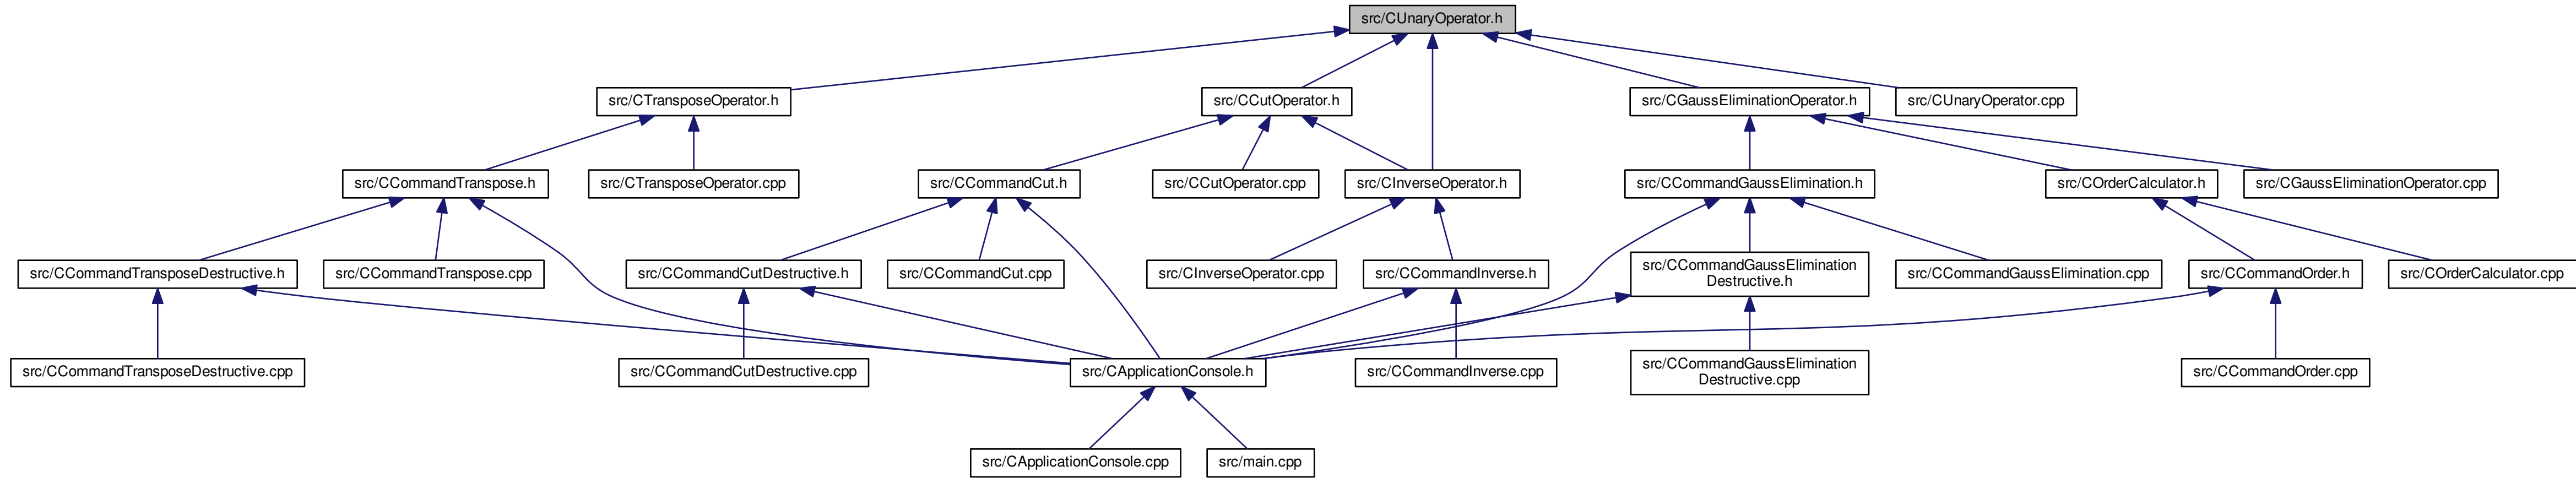 src/CUnaryOperator.h
src/CTransposeOperator.h
src/CCutOperator.h
src/CGaussEliminationOperator.h
src/CUnaryOperator.cpp
src/CCommandTranspose.h
src/CTransposeOperator.cpp
src/CCommandCut.h
src/CCutOperator.cpp
src/CInverseOperator.h
src/CCommandGaussElimination.h
src/COrderCalculator.h
src/CGaussEliminationOperator.cpp
src/CCommandTransposeDestructive.h
src/CCommandTranspose.cpp
src/CCommandCutDestructive.h
src/CCommandCut.cpp
src/CInverseOperator.cpp
src/CCommandInverse.h
src/CCommandGaussElimination
Destructive.h
src/CCommandGaussElimination.cpp
src/CCommandOrder.h
src/COrderCalculator.cpp
src/CCommandTransposeDestructive.cpp
src/CCommandCutDestructive.cpp
src/CApplicationConsole.h
src/CCommandInverse.cpp
src/CCommandGaussElimination
Destructive.cpp
src/CCommandOrder.cpp
src/CApplicationConsole.cpp
src/main.cpp